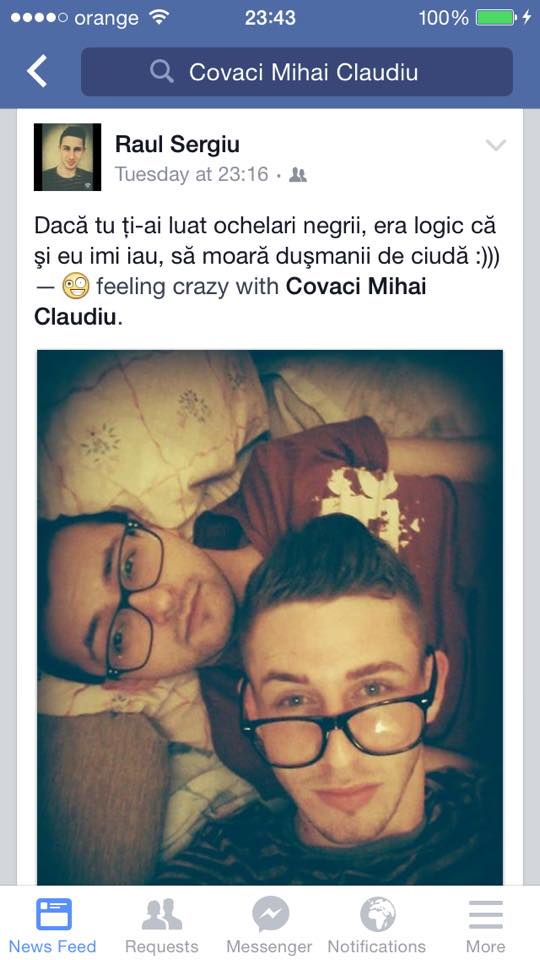 orange 23:43 100%
Covaci Mihai Claudiu
Raul Sergiu
Tuesday at 23:16 ·
Dacă tu ți-ai luat ochelari negrii, era logic că
şi eu imi iau, să moară duşmanii de ciudă :)))
— feeling crazy with Covaci Mihai
Claudiu.
News Feed Requests Messenger Notifications More